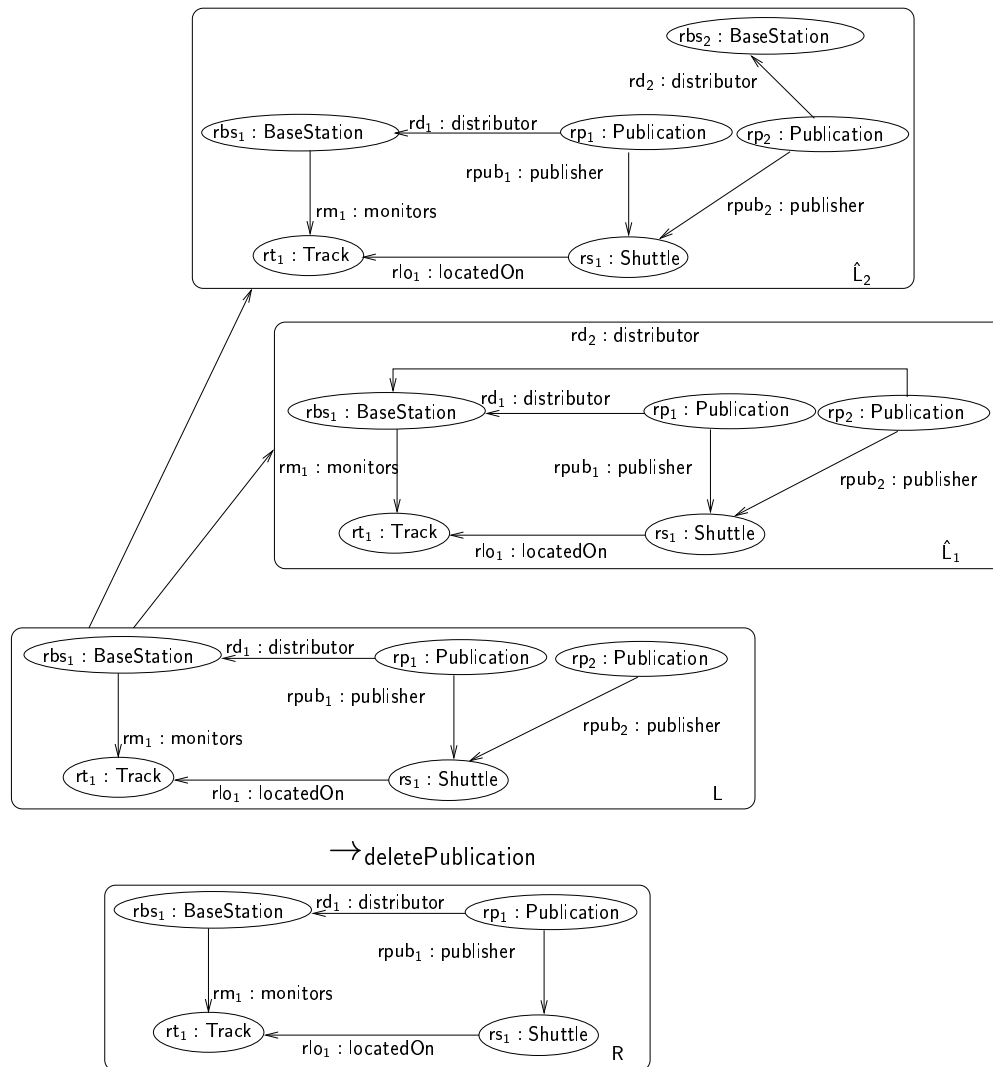 rbs₂ : BaseStation
rd₂ : distributor
rbs₁ : BaseStation
rd₁ : distributor
rp₁ : Publication
rp₂ : Publication
rpub₁ : publisher
rpub₂ : publisher
rm₁ : monitors
rt₁ : Track
rlo₁ : locatedOn
rs₁ : Shuttle
L̂₂
rd₂ : distributor
rbs₁ : BaseStation
rd₁ : distributor
rp₁ : Publication
rp₂ : Publication
rm₁ : monitors
rpub₁ : publisher
rpub₂ : publisher
rt₁ : Track
rlo₁ : locatedOn
rs₁ : Shuttle
L̂₁
rbs₁ : BaseStation
rd₁ : distributor
rp₁ : Publication
rp₂ : Publication
rpub₁ : publisher
rpub₂ : publisher
rm₁ : monitors
rt₁ : Track
rlo₁ : locatedOn
rs₁ : Shuttle
L
→deletePublication
rbs₁ : BaseStation
rd₁ : distributor
rp₁ : Publication
rpub₁ : publisher
rm₁ : monitors
rt₁ : Track
rlo₁ : locatedOn
rs₁ : Shuttle
R